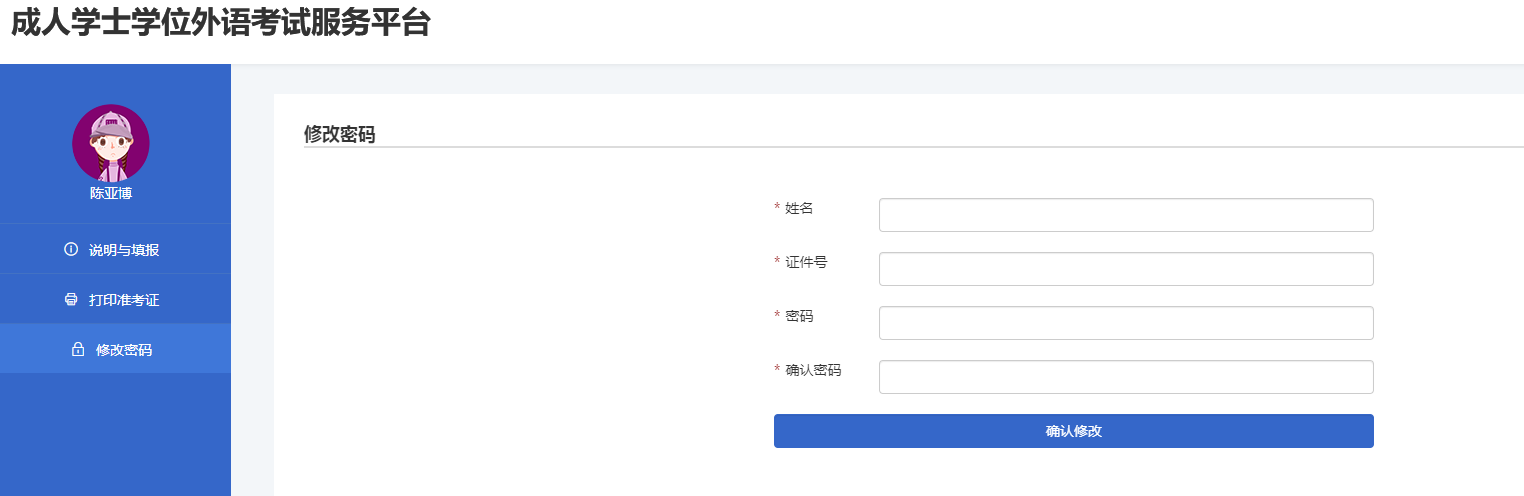 成人学士学位外语考试服务平台
陈亚博
说明与填报
打印准考证
修改密码
修改密码
* 姓名
* 证件号
* 密码
* 确认密码
确认修改